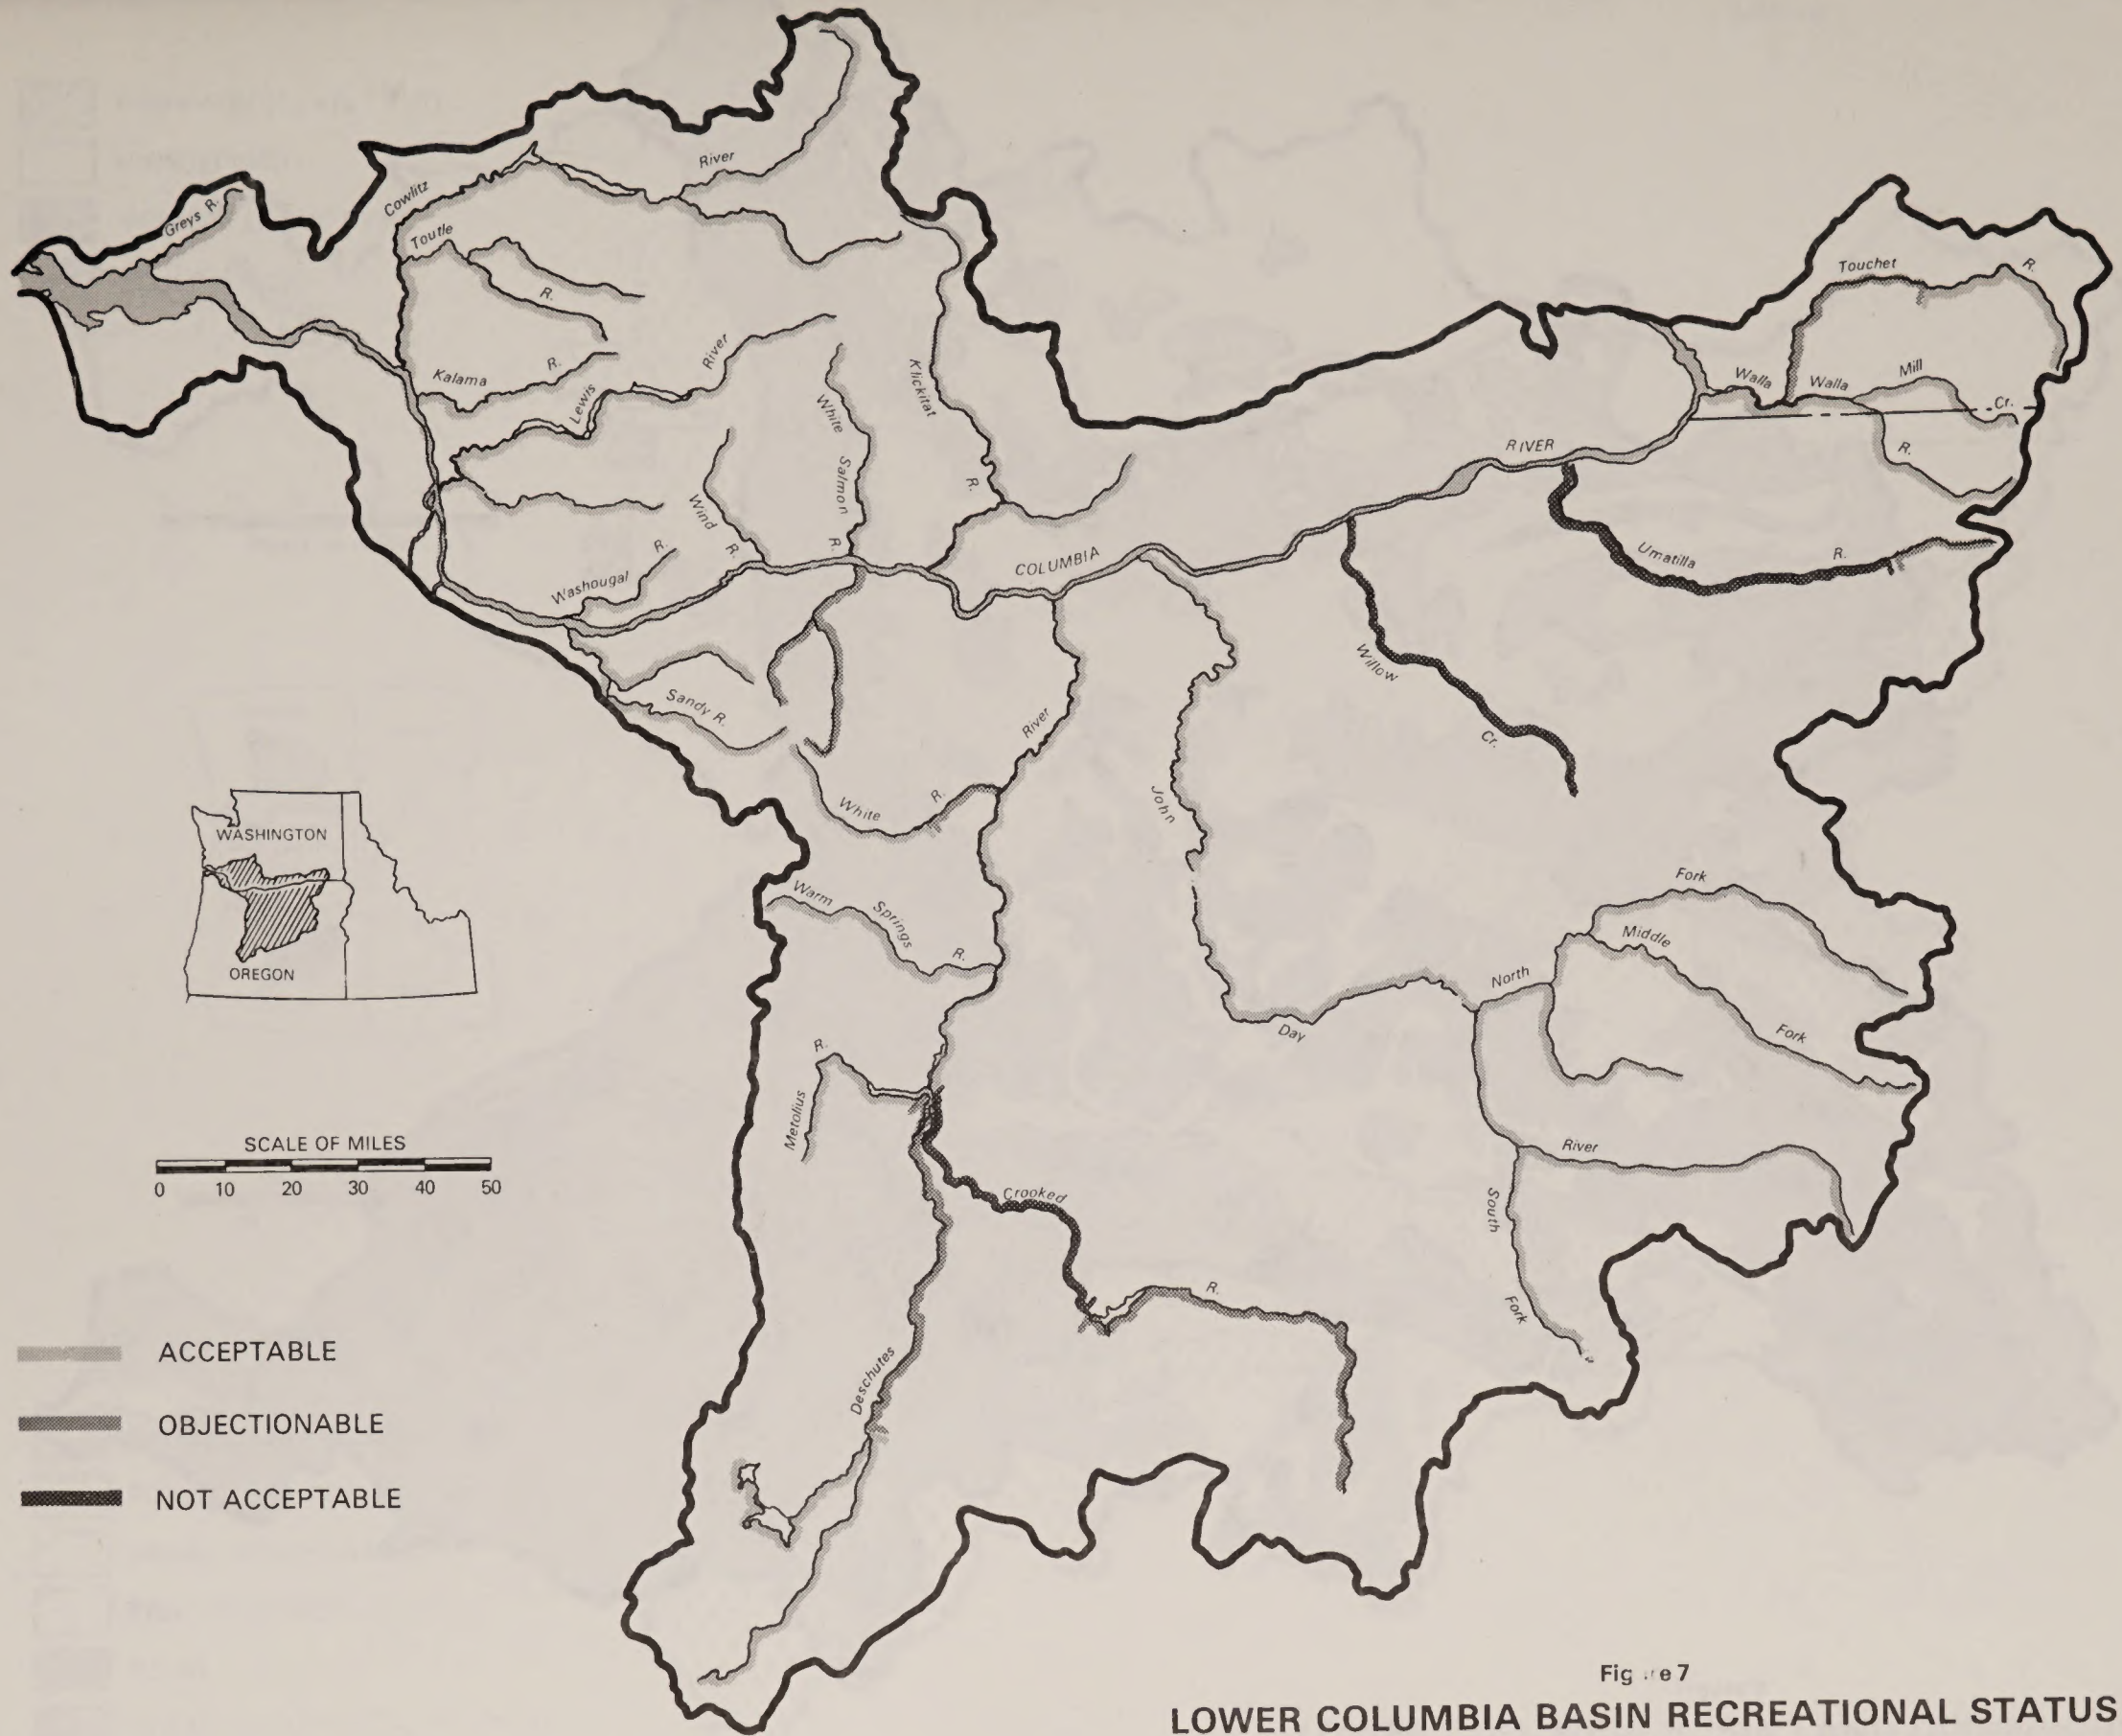 River
Cowlitz
Greys R.
Toutle
R.
Kalama
R.
Lewis
River
White
Salmon
R.
Klickitat
R.
Wind
R.
Washougal
R.
COLUMBIA
RIVER
Touchet
R.
Walla
Walla
Mill
Cr.
R.
Umatilla
R.
Willow
Cr.
Sandy R.
River
White
R.
John
Day
Warm
Springs
R.
Fork
Middle
North
Fork
River
South
Fork
R.
Metolius
Crooked
R.
Deschutes
WASHINGTON
OREGON
SCALE OF MILES
0 10 20 30 40 50
ACCEPTABLE
OBJECTIONABLE
NOT ACCEPTABLE
Fig e 7
LOWER COLUMBIA BASIN RECREATIONAL STATUS